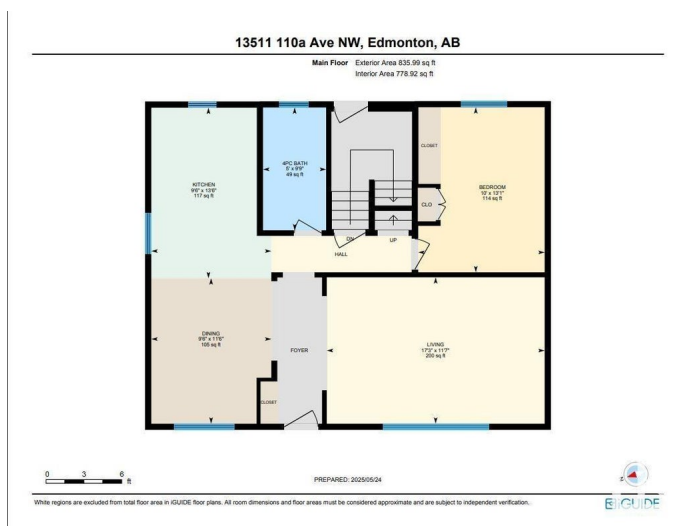 13511 110a Ave NW, Edmonton, AB
Main Floor Exterior Area 835.99 sq ft
Interior Area 778.92 sq ft
KITCHEN
9'6" x 13'6"
117 sq ft
4PC BATH
5' x 9'9"
49 sq ft
CLOSET
BEDROOM
10' x 13'1"
114 sq ft
CLO
DN
UP
HALL
DINING
9'6" x 11'6"
105 sq ft
FOYER
LIVING
17'3" x 11'7"
200 sq ft
CLOSET
0 3 6
ft
PREPARED: 2025/05/24
White regions are excluded from total floor area in iGUIDE floor plans. All room dimensions and floor areas must be considered approximate and are subject to independent verification.